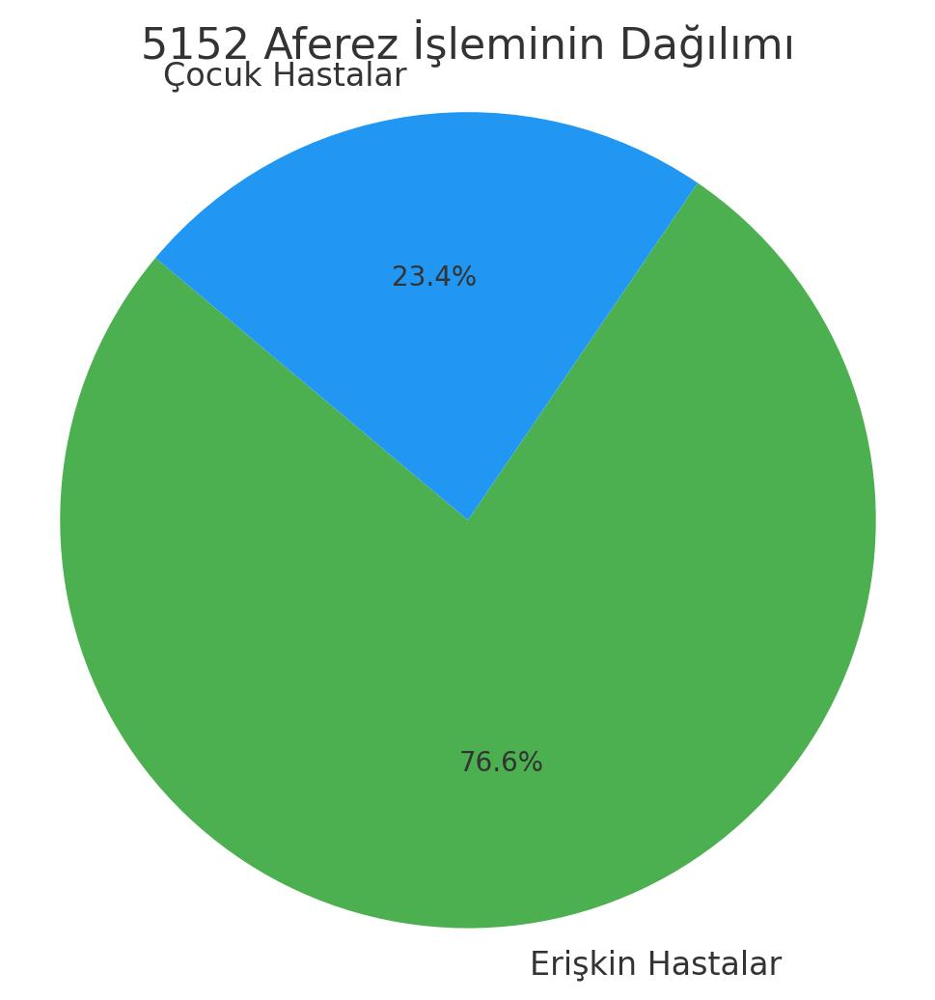 5152 Aferez İşleminin Dağılımı
Çocuk Hastalar
23.4%
76.6%
Erişkin Hastalar